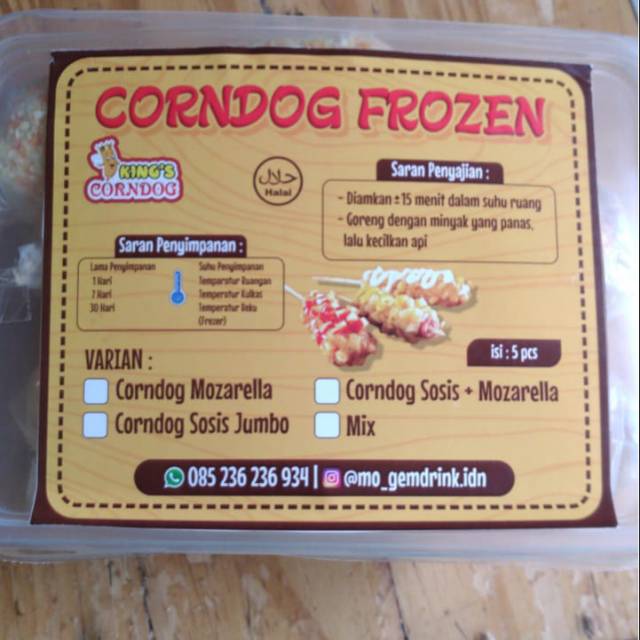 CORNDOG FROZEN
KING'S
CORNDOG
حلال
Halal
Saran Penyajian :
- Diamkan ±15 menit dalam suhu ruang
- Goreng dengan minyak yang panas,
lalu kecilkan api
Saran Penyimpanan :
Lama Penyimpanan
1 Hari
7 Hari
30 Hari
Suhu Penyimpanan
Temparatur Ruangan
Temperatur Kulkas
Temperatur Beku
(Frezer)
isi : 5 pcs
VARIAN :
Corndog Mozarella
Corndog Sosis + Mozarella
Corndog Sosis Jumbo
Mix
085 236 236 934 | @mo_gemdrink.idn